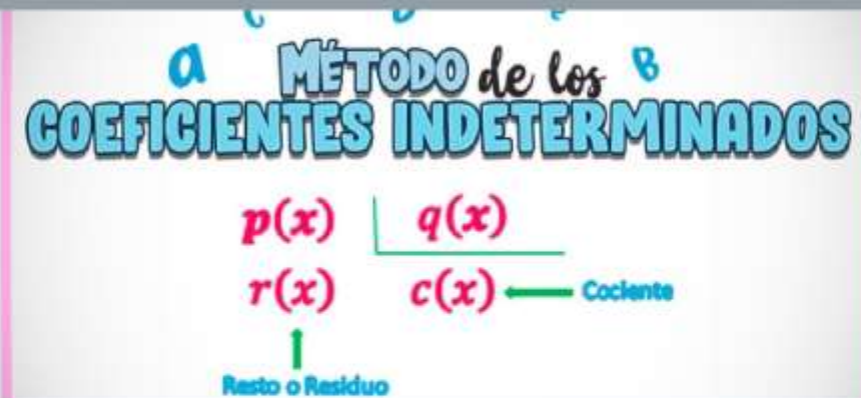 a MÉTODO de los B
COEFICIENTES INDETERMINADOS
p(x) q(x)
r(x) c(x) Cociente
Resto o Residuo